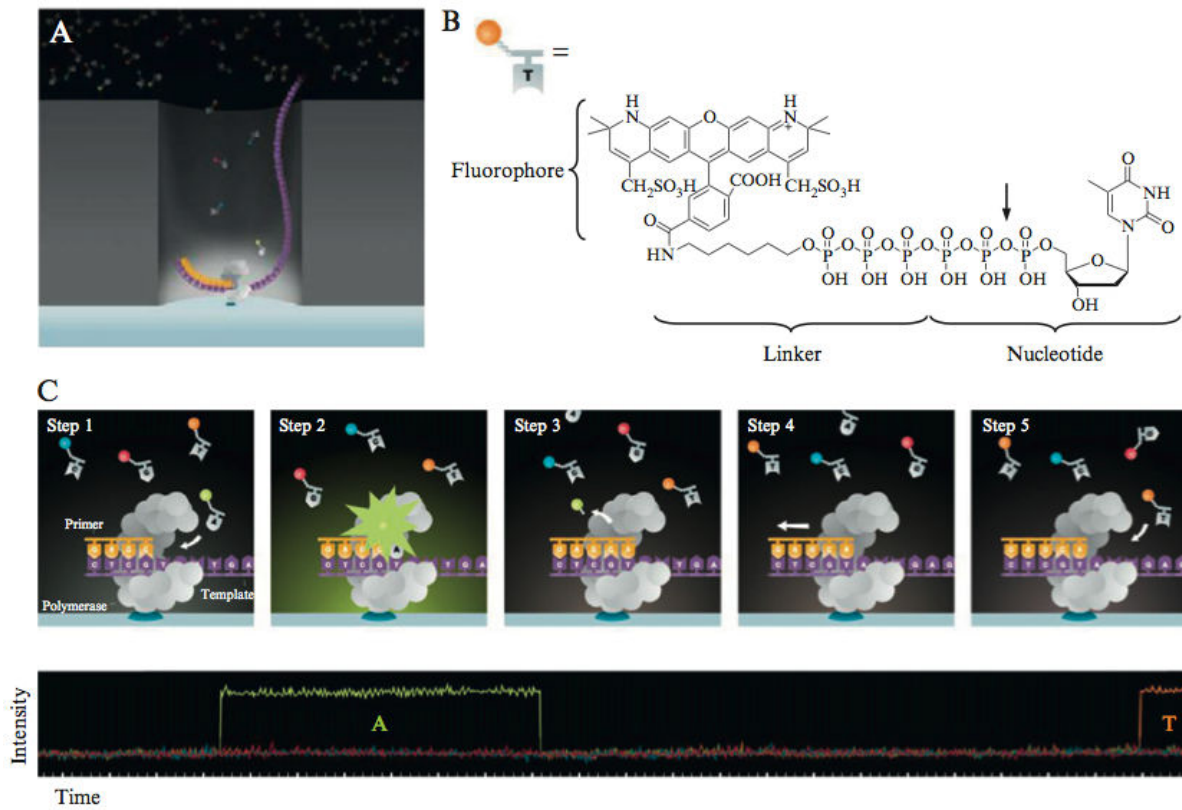 A
B
T
=
Fluorophore
H
N
O
H
N
+
CH2SO3H
COOH
CH2SO3H
O
HN
O
O
O
O
O
O
O
O
O
O
O
O
O
P
P
P
P
P
P
OH
OH
OH
OH
OH
OH
O
NH
N
O
O
OH
Linker
Nucleotide
C
Step 1
Step 2
Step 3
Step 4
Step 5
Primer
Template
Polymerase
Intensity
A
T
Time